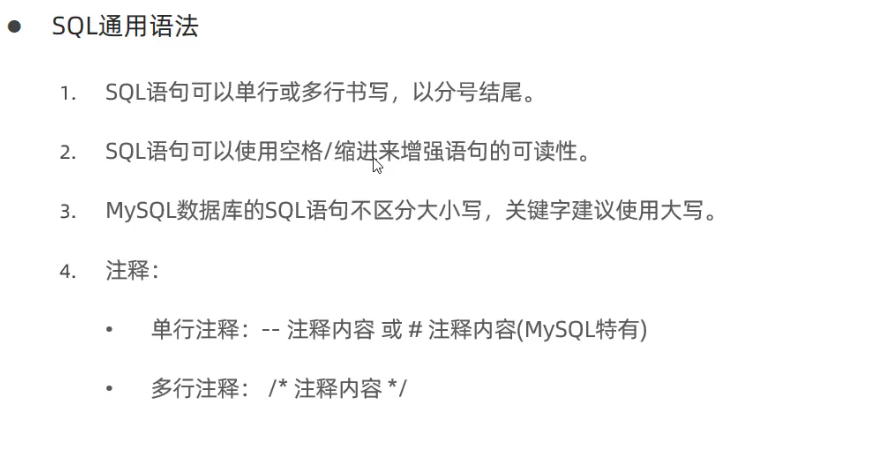 ● SQL通用语法
1. SQL语句可以单行或多行书写，以分号结尾。
2. SQL语句可以使用空格/缩进来增强语句的可读性。
3. MySQL数据库的SQL语句不区分大小写，关键字建议使用大写。
4. 注释：
• 单行注释：-- 注释内容 或 # 注释内容(MySQL特有)
• 多行注释： /* 注释内容 */